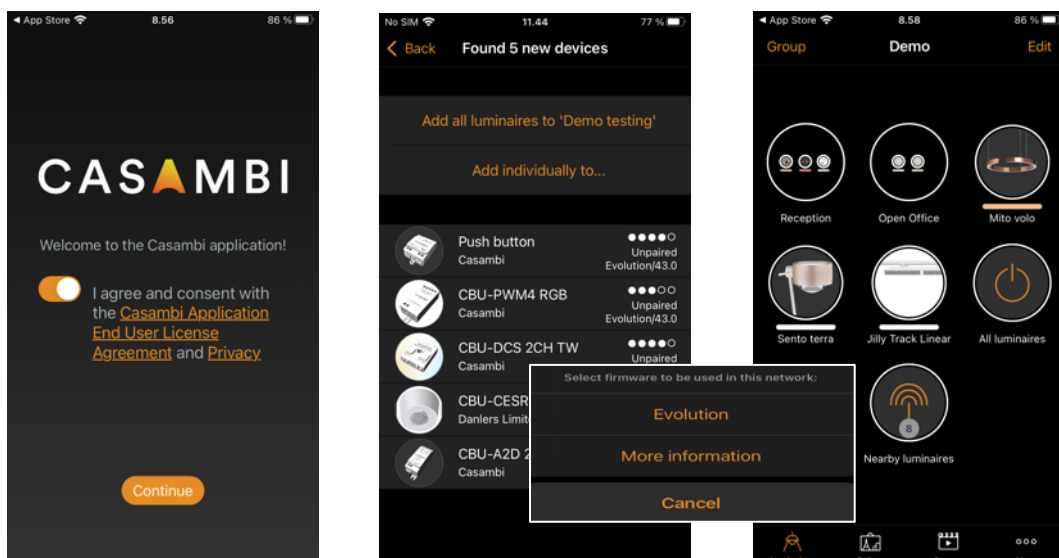 App Store
8.56
86 %
CASAMBI
Welcome to the Casambi application!
I agree and consent with
the Casambi Application
End User License
Agreement and Privacy
Continue
No SIM
11.44
77 %
Back
Found 5 new devices
Add all luminaires to 'Demo testing'
Add individually to...
Push button
Casambi
Unpaired
Evolution/43.0
CBU-PWM4 RGB
Casambi
Unpaired
Evolution/43.0
CBU-DCS 2CH TW
Casambi
Unpaired
CBU-CESR
Danlers Limit
CBU-A2D 2
Casambi
Select firmware to be used in this network:
Evolution
More information
Cancel
App Store
8.58
86 %
Group
Demo
Edit
Reception
Open Office
Mito volo
Sento terra
Jilly Track Linear
All luminaires
8
Nearby luminaires